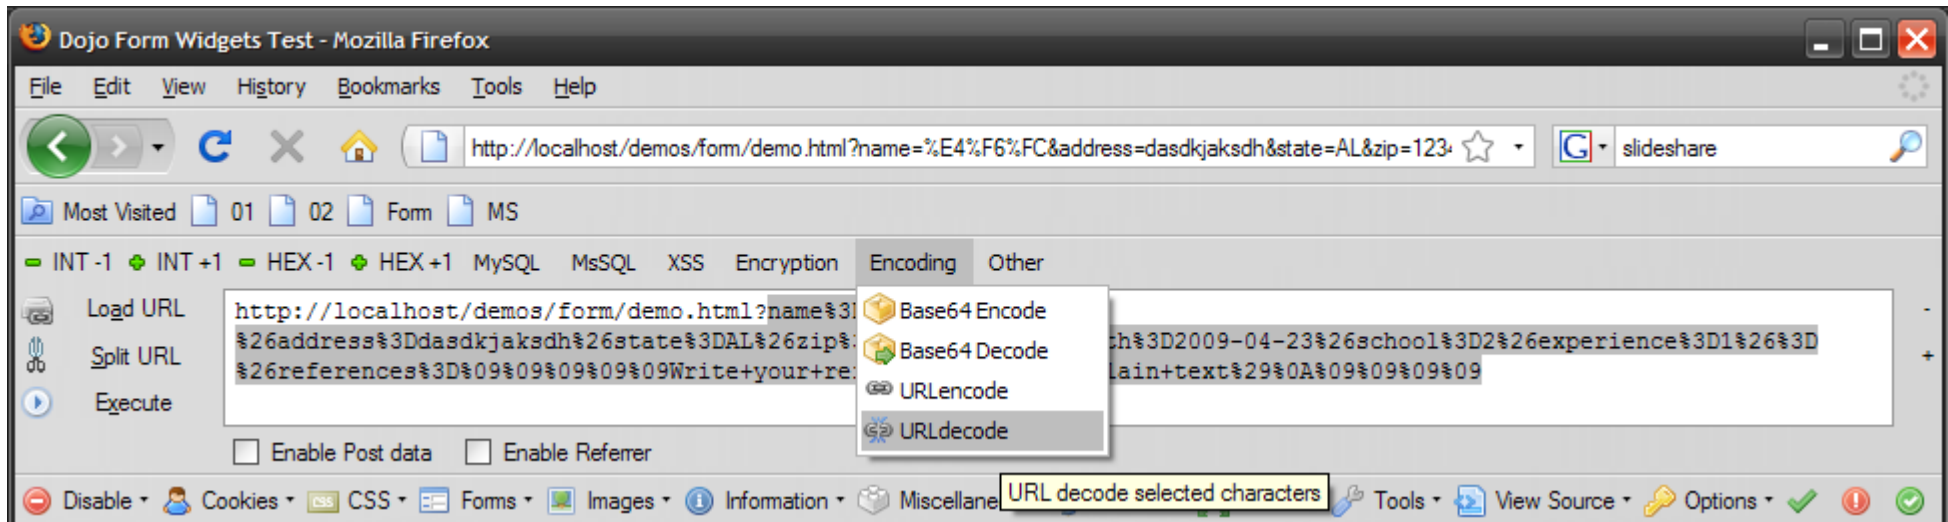 Dojo Form Widgets Test - Mozilla Firefox
File Edit View History Bookmarks Tools Help
http://localhost/demos/form/demo.html?name=%E4%F6%FC&address=dasdkjaksdh&state=AL&zip=1234 G slideshare
Most Visited 01 02 Form MS
INT -1 INT +1 HEX -1 HEX +1 MySQL MsSQL XSS Encryption Encoding Other
Load URL http://localhost/demos/form/demo.html?name%3 Base64 Encode -
Split URL %26address%3Ddasdkjaksdh%26state%3DAL%26zip% Base64 Decode th%3D2009-04-23%26school%3D2%26experience%3D1%26%3D +
%26references%3D%09%09%09%09%09Write+your+re URLencode lain+text%29%0A%09%09%09%09
Execute URLdecode
Enable Post data Enable Referrer
URL decode selected characters
Disable Cookies CSS CSS Forms Images Information Miscellane Tools View Source Options